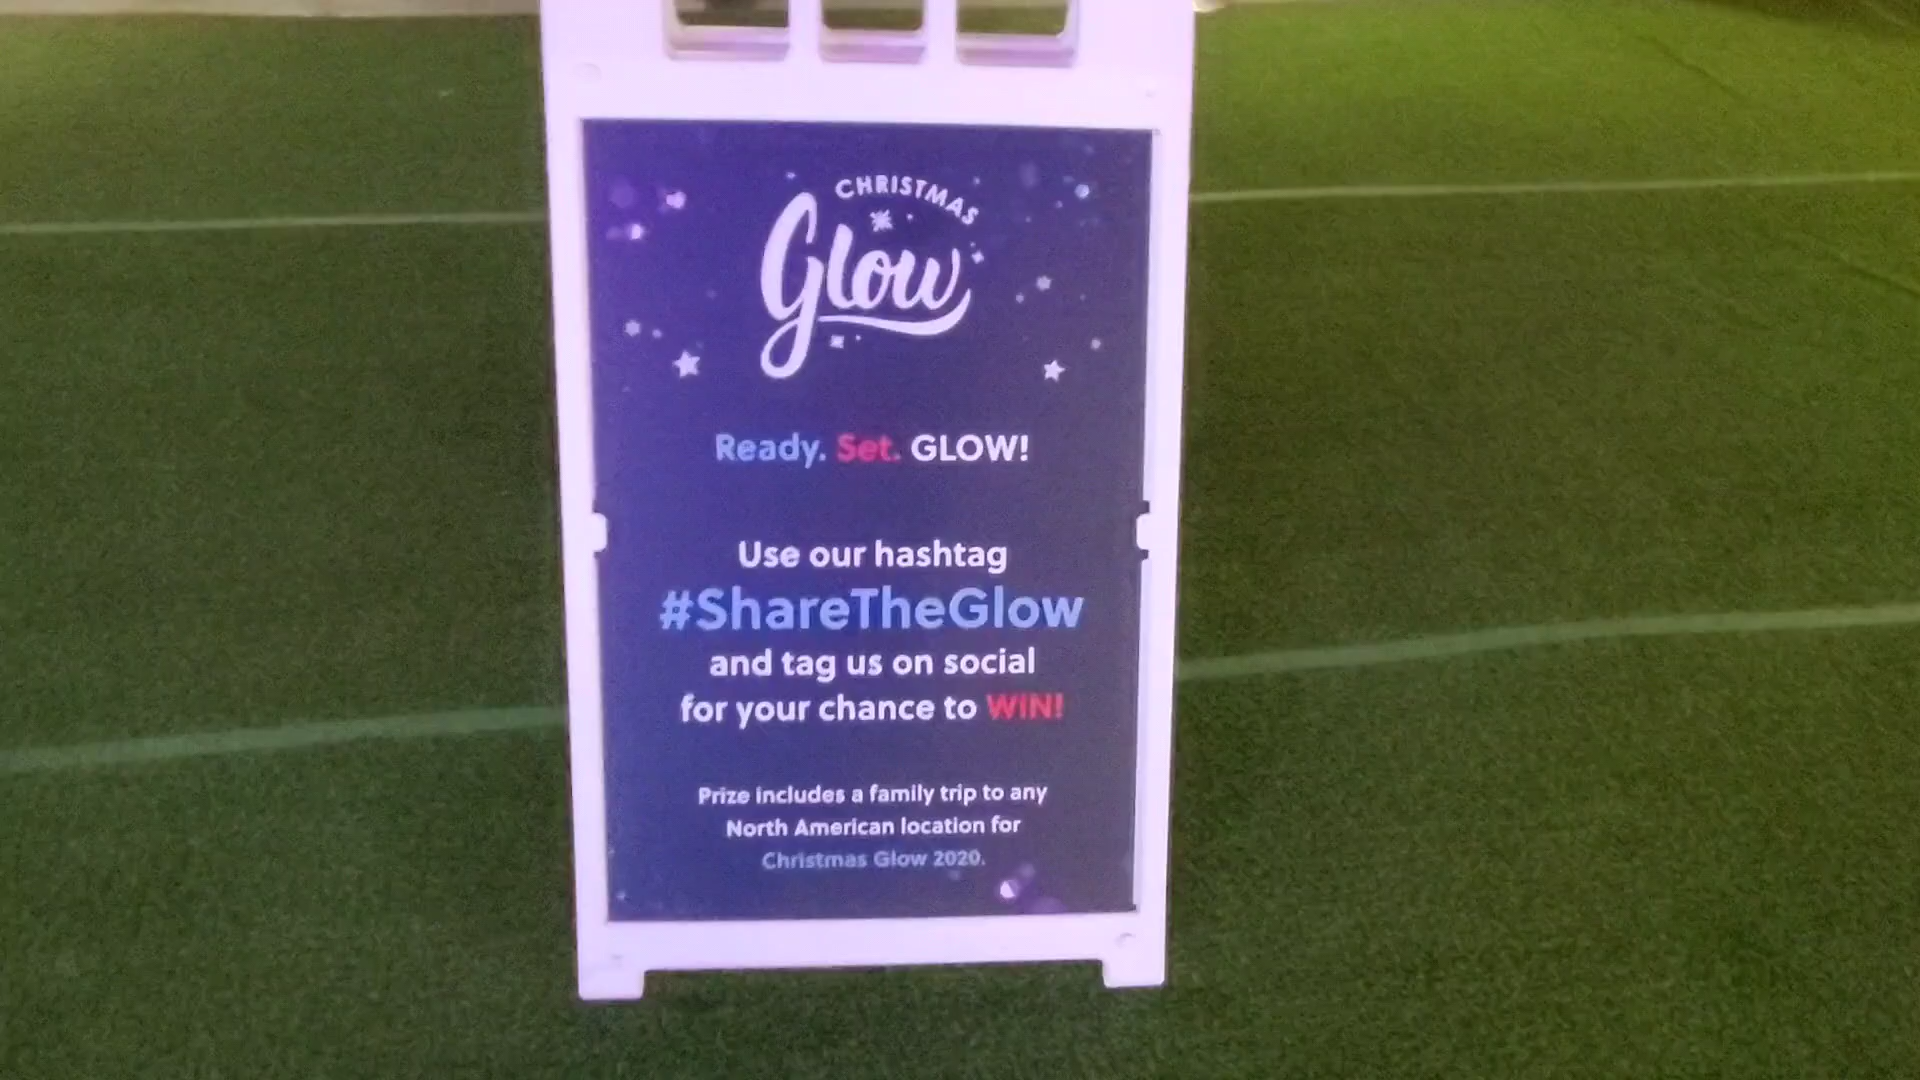 CHRISTMAS
Glow
Ready. Set. GLOW!
Use our hashtag
#ShareTheGlow
and tag us on social
for your chance to WIN!
Prize includes a family trip to any
North American location for
Christmas Glow 2020.